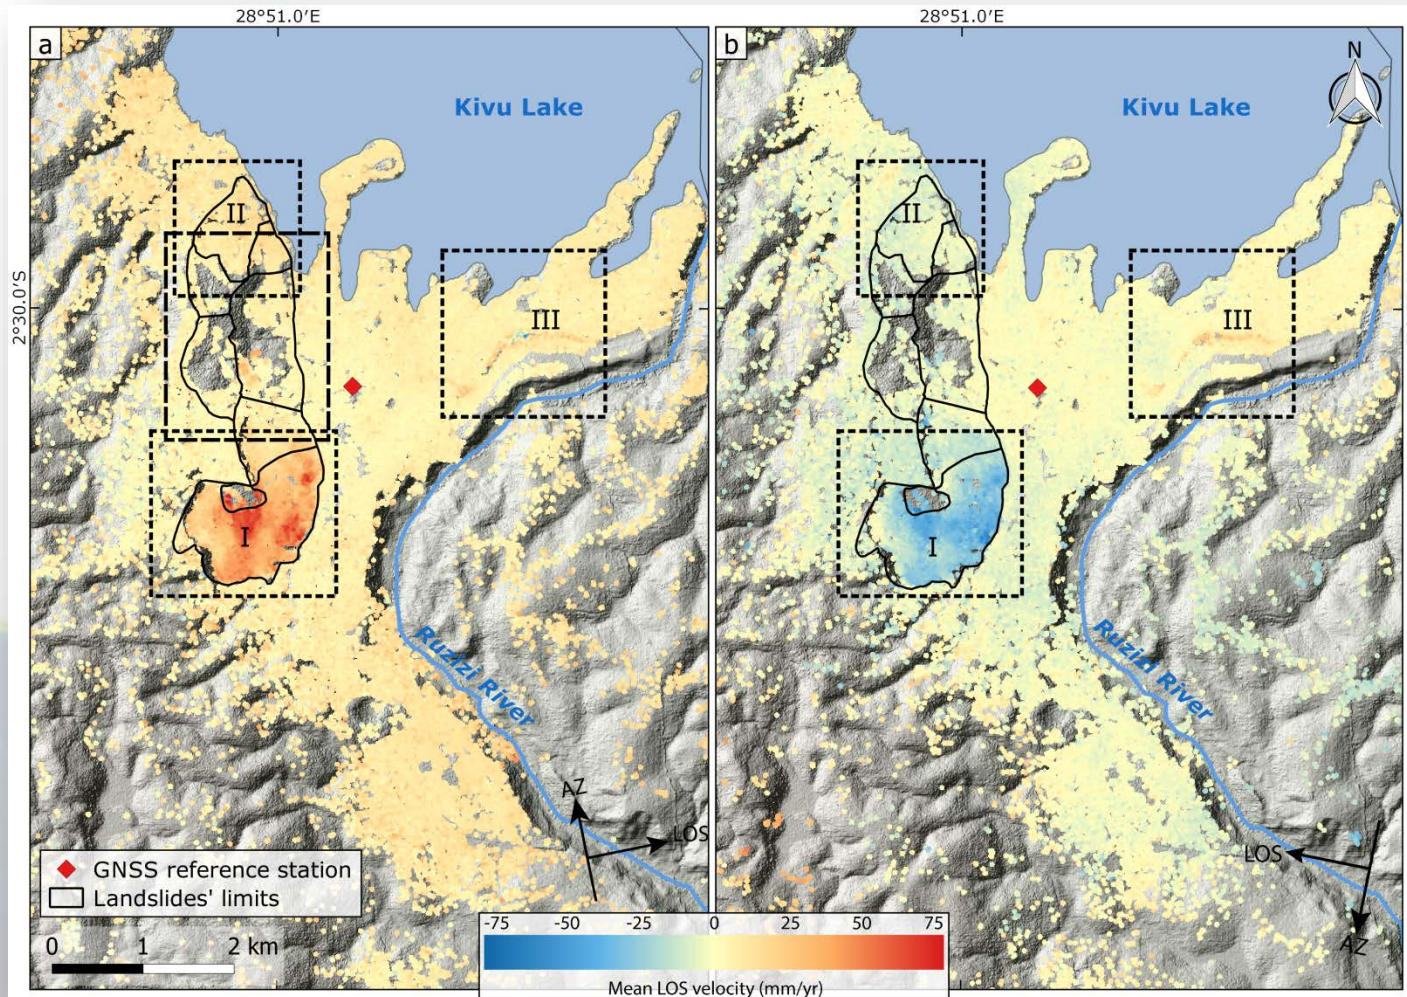 28°51.0'E
28°51.0'E
a
b
N
Kivu Lake
Kivu Lake
II
II
2°30.0'S
III
III
I
I
Ruzizi River
Ruzizi River
AZ
LOS
LOS
AZ
GNSS reference station
Landslides' limits
0 1 2 km
-75 -50 -25 0 25 50 75
Mean LOS velocity (mm/yr)